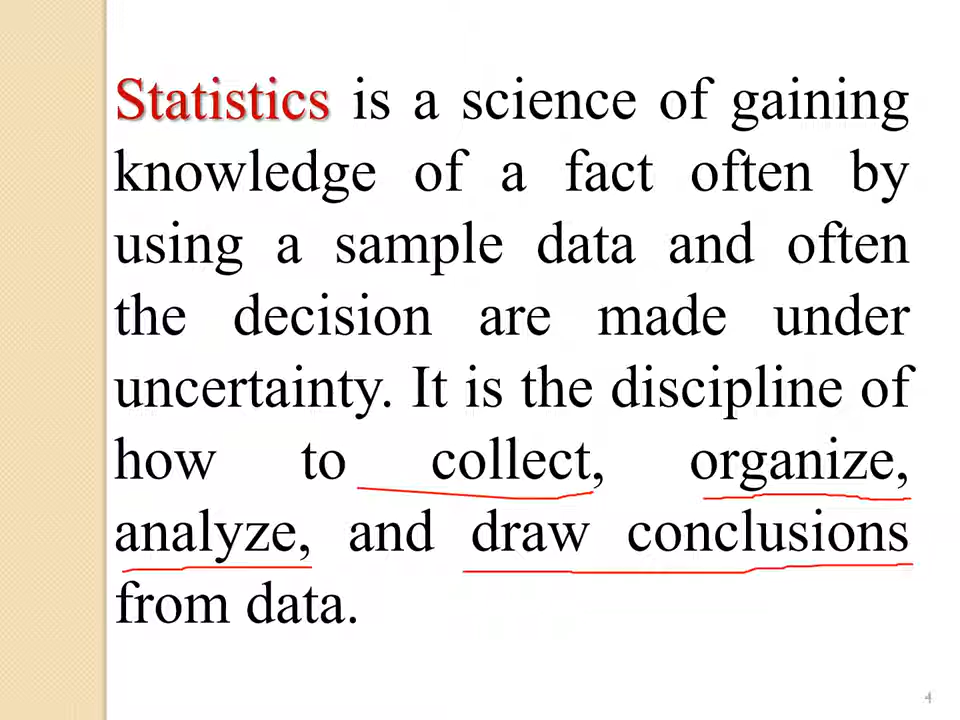 Statistics is a science of gaining
knowledge of a fact often by
using a sample data and often
the decision are made under
uncertainty. It is the discipline of
how to collect, organize,
analyze, and draw conclusions
from data.
4